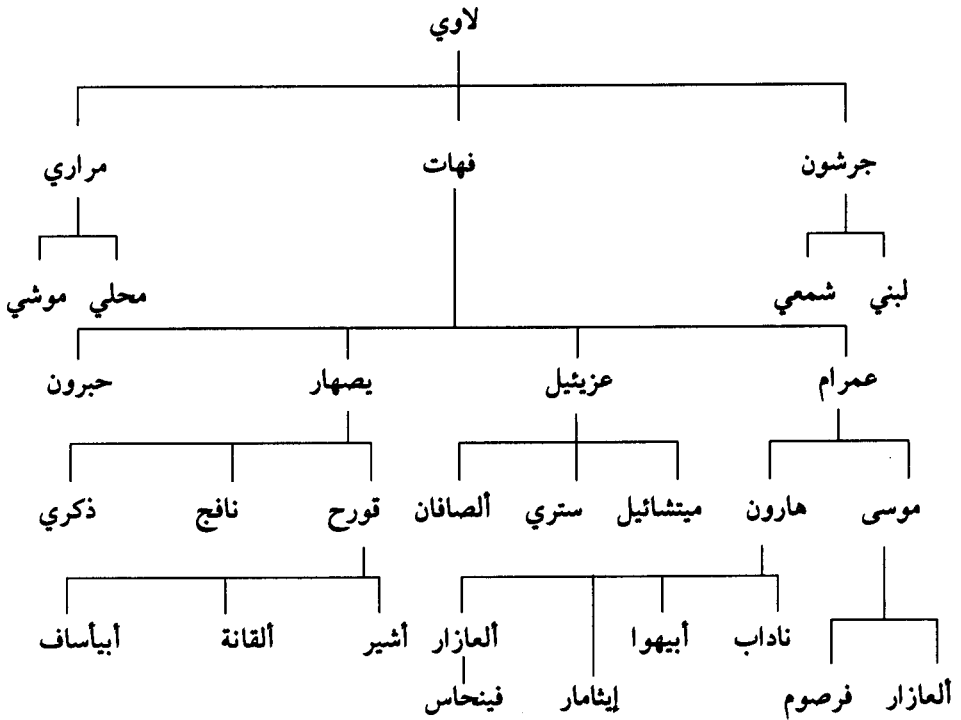 لاوي
جرشون فهات مراري
لبني شمعي محلي موشي
عمرام عزيئيل يصهار حبرون
موسى هارون ميتشائيل ستري ألصافان قورح نافج ذكري
ناداب أبيهوا ألعازار أشير ألقانة أبيأساف
ألعازار فرصوم إيثامار فينحاس